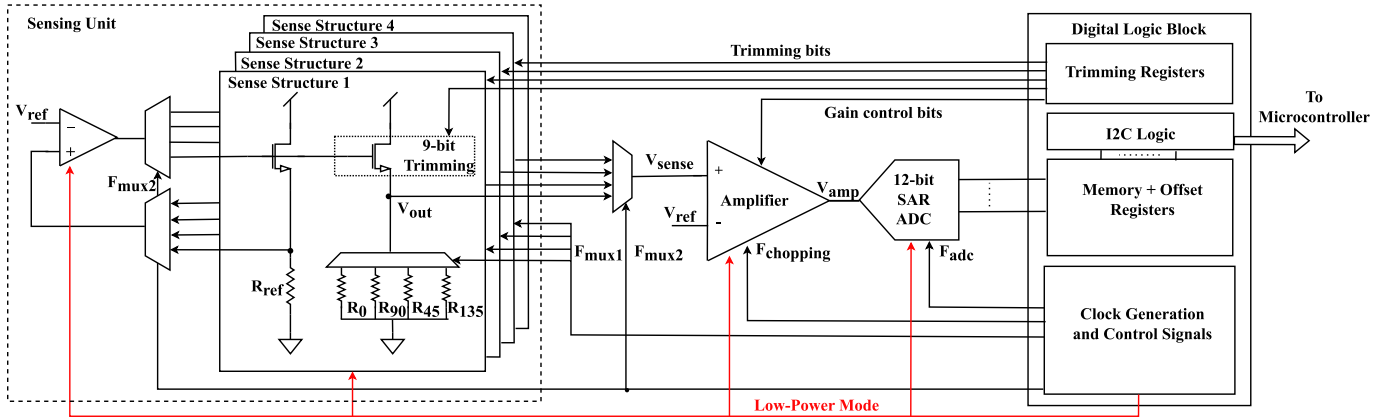 Sensing Unit
Sense Structure 4
Sense Structure 3
Sense Structure 2
Sense Structure 1
Vref
−
+
Fmux2
9-bit
Trimming
Vout
Rref
R0
R90
R45
R135
Fmux1
Fmux2
Trimming bits
Gain control bits
Vsense
Vref
+
-
Amplifier
Vamp
12-bit
SAR
ADC
Fchopping
Fadc
Digital Logic Block
Trimming Registers
I2C Logic
Memory + Offset
Registers
Clock Generation
and Control Signals
To
Microcontroller
Low-Power Mode